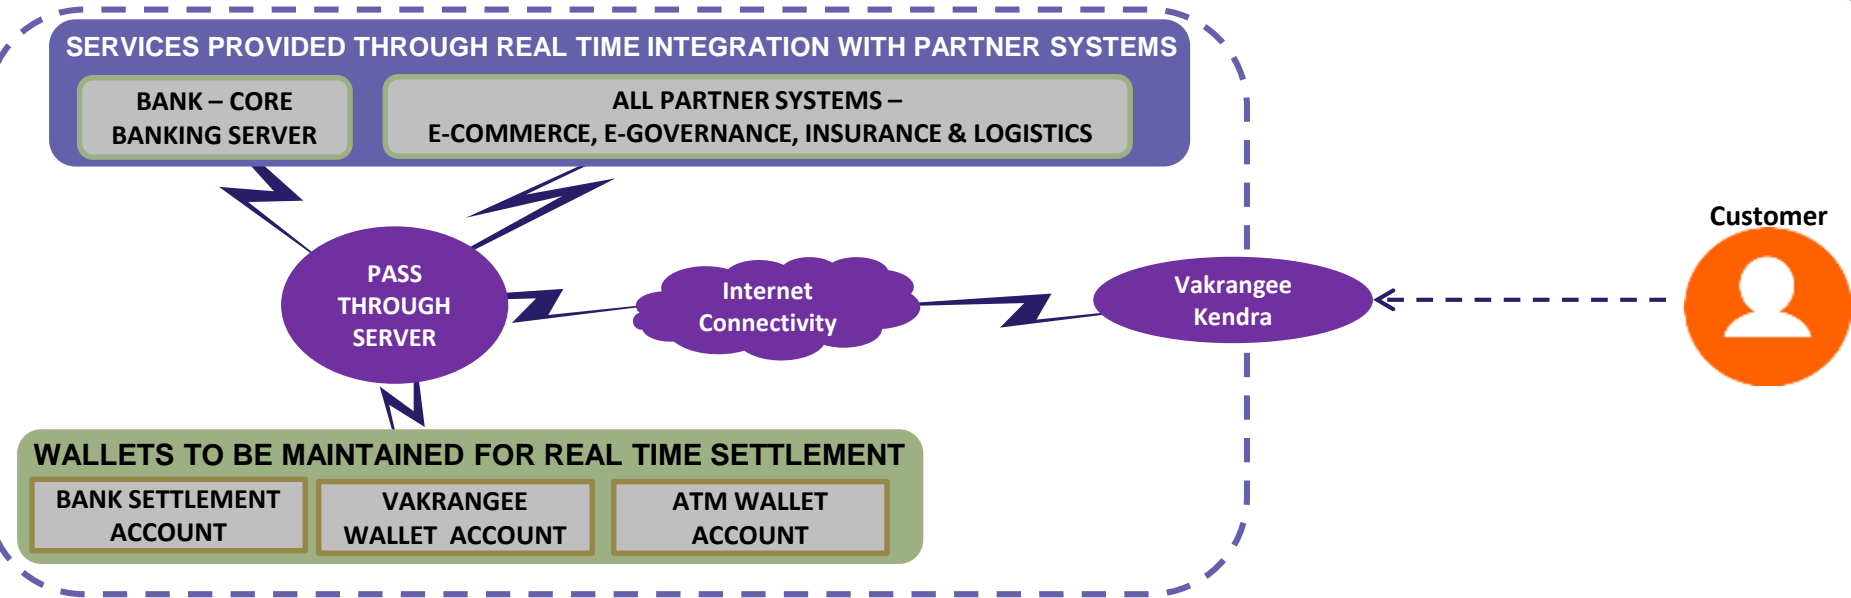 SERVICES PROVIDED THROUGH REAL TIME INTEGRATION WITH PARTNER SYSTEMS
BANK – CORE
BANKING SERVER
ALL PARTNER SYSTEMS –
E-COMMERCE, E-GOVERNANCE, INSURANCE & LOGISTICS
Customer
PASS
THROUGH
SERVER
Internet
Connectivity
Vakrangee
Kendra
WALLETS TO BE MAINTAINED FOR REAL TIME SETTLEMENT
BANK SETTLEMENT
ACCOUNT
VAKRANGEE
WALLET ACCOUNT
ATM WALLET
ACCOUNT